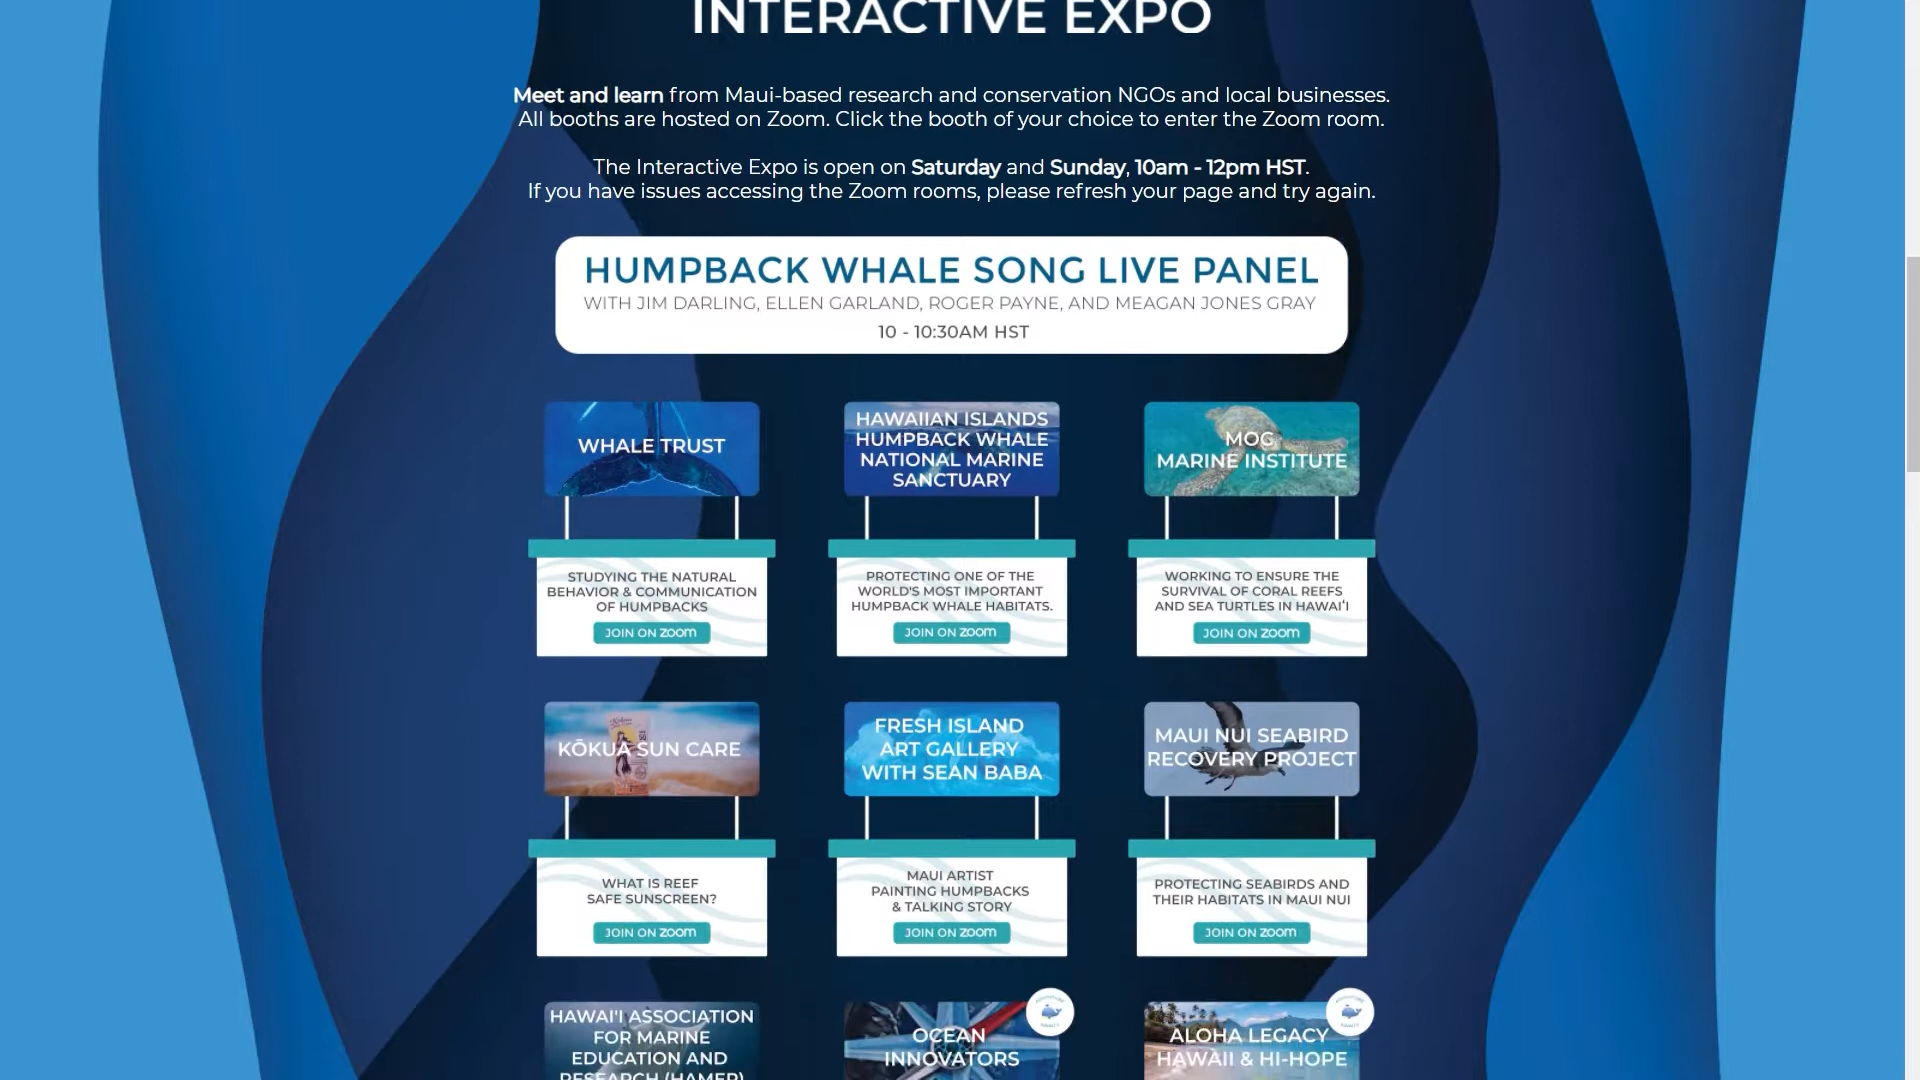 INTERACTIVE EXPO
Meet and learn from Maui-based research and conservation NGOs and local businesses.
All booths are hosted on Zoom. Click the booth of your choice to enter the Zoom room.
The Interactive Expo is open on Saturday and Sunday, 10am - 12pm HST.
If you have issues accessing the Zoom rooms, please refresh your page and try again.
HUMPBACK WHALE SONG LIVE PANEL
WITH JIM DARLING, ELLEN GARLAND, ROGER PAYNE, AND MEAGAN JONES GRAY
10 - 10:30AM HST
WHALE TRUST
STUDYING THE NATURAL
BEHAVIOR & COMMUNICATION
OF HUMPBACKS
JOIN ON zoom
HAWAIIAN ISLANDS
HUMPBACK WHALE
NATIONAL MARINE
SANCTUARY
PROTECTING ONE OF THE
WORLD'S MOST IMPORTANT
HUMPBACK WHALE HABITATS.
JOIN ON zoom
MOC
MARINE INSTITUTE
WORKING TO ENSURE THE
SURVIVAL OF CORAL REEFS
AND SEA TURTLES IN HAWAIʻI
JOIN ON zoom
KŌKUA SUN CARE
WHAT IS REEF
SAFE SUNSCREEN?
JOIN ON zoom
FRESH ISLAND
ART GALLERY
WITH SEAN BABA
MAUI ARTIST
PAINTING HUMPBACKS
& TALKING STORY
JOIN ON zoom
MAUI NUI SEABIRD
RECOVERY PROJECT
PROTECTING SEABIRDS AND
THEIR HABITATS IN MAUI NUI
JOIN ON zoom
HAWAI'I ASSOCIATION
FOR MARINE
EDUCATION AND
RESEARCH (HAMER)
OCEAN
INNOVATORS
ALOHA LEGACY
HAWAII & HI-HOPE